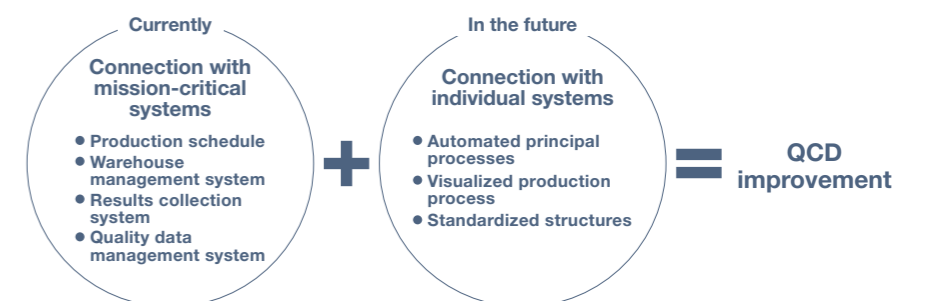 Currently
Connection with
mission-critical
systems
● Production schedule
● Warehouse
management system
● Results collection
system
● Quality data
management system
+
In the future
Connection with
individual systems
● Automated principal
processes
● Visualized production
process
● Standardized structures
=
QCD
improvement